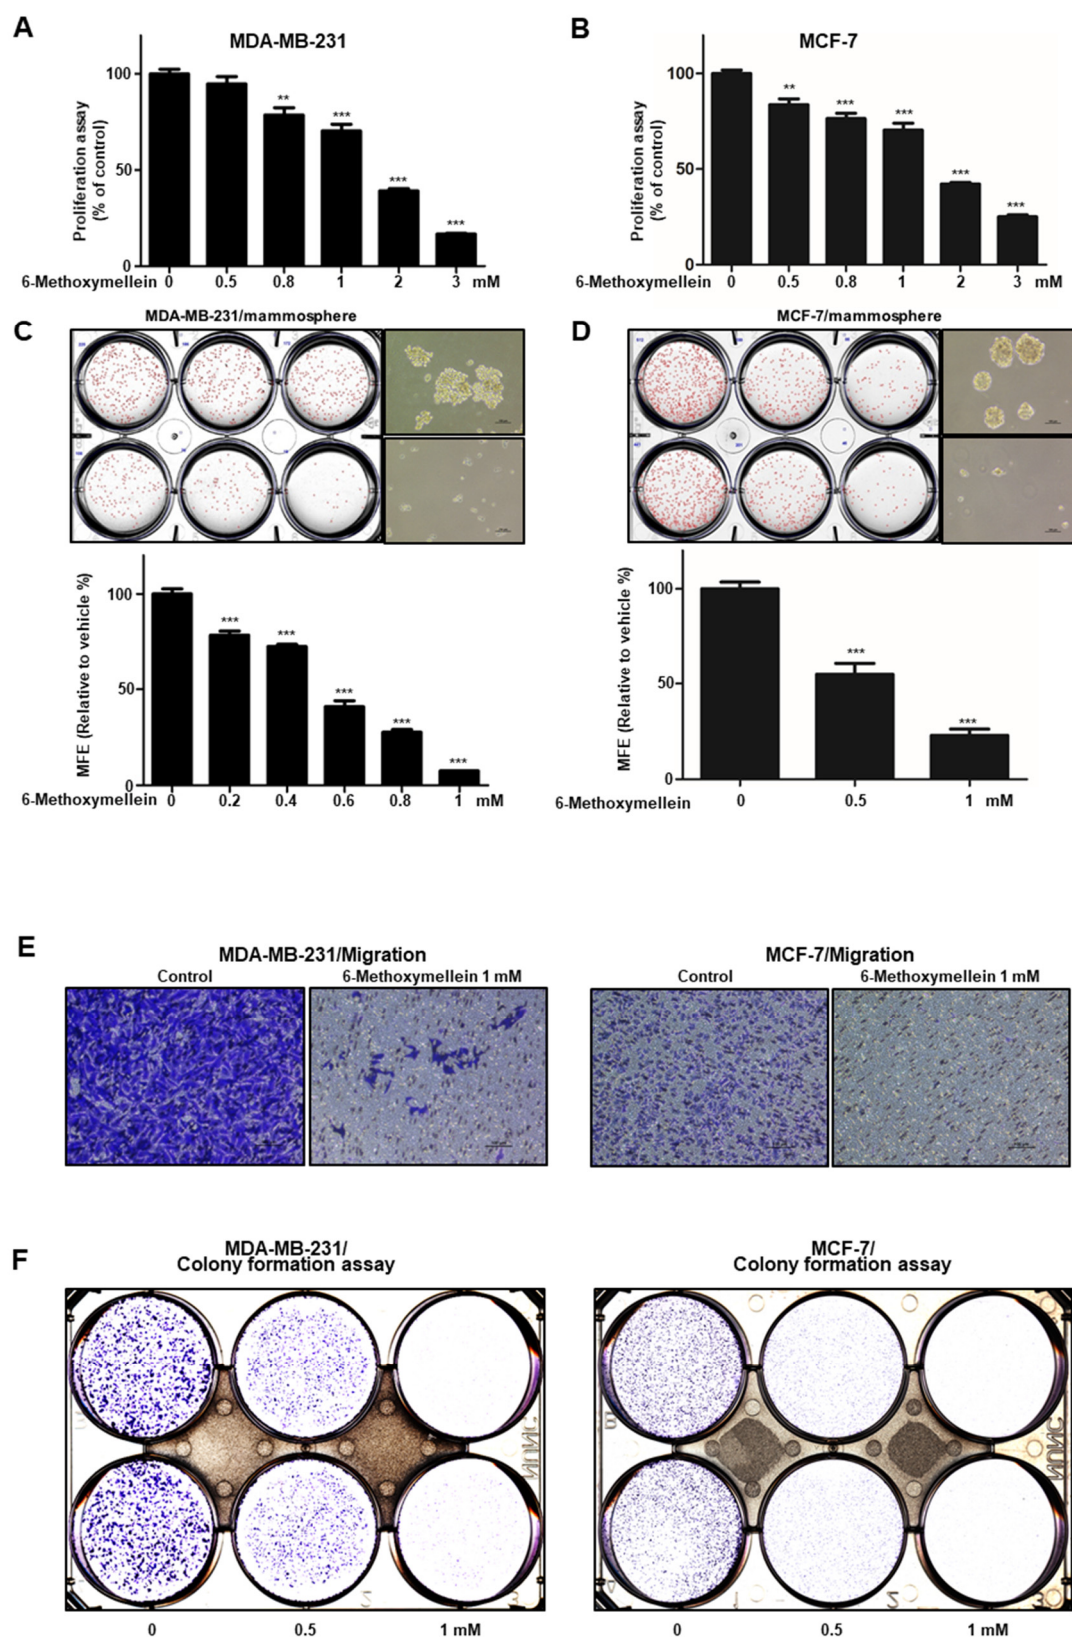 A
MDA-MB-231
Proliferation assay
(% of control)
100
50
0
**
***
***
***
6-Methoxymellein 0 0.5 0.8 1 2 3 mM
B
MCF-7
Proliferation assay
(% of control)
100
50
0
**
***
***
***
***
6-Methoxymellein 0 0.5 0.8 1 2 3 mM
C
MDA-MB-231/mammosphere
MFE (Relative to vehicle %)
100
50
0
***
***
***
***
***
6-Methoxymellein 0 0.2 0.4 0.6 0.8 1 mM
D
MCF-7/mammosphere
MFE (Relative to vehicle %)
100
50
0
***
***
6-Methoxymellein 0 0.5 1 mM
E
MDA-MB-231/Migration
Control 6-Methoxymellein 1 mM
MCF-7/Migration
Control 6-Methoxymellein 1 mM
F
MDA-MB-231/
Colony formation assay
0 0.5 1 mM
MCF-7/
Colony formation assay
0 0.5 1 mM